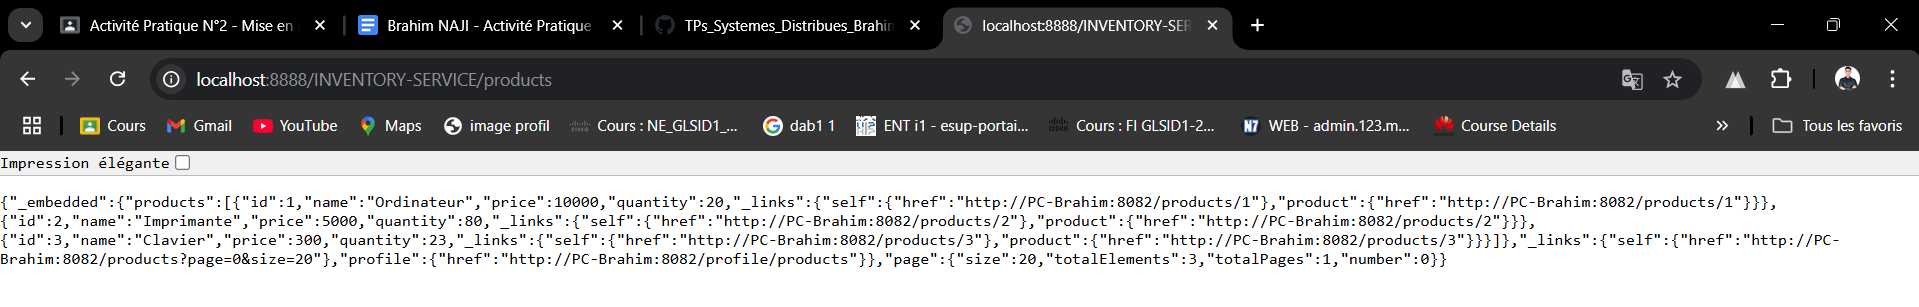 Activité Pratique N°2 - Mise en
Brahim NAJI - Activité Pratique
TPs_Systemes_Distribues_Brahin
localhost:8888/INVENTORY-SER
localhost:8888/INVENTORY-SERVICE/products
Cours
Gmail
YouTube
Maps
image profil
Cours : NE_GLSID1_...
dab1 1
ENT i1 - esup-portai...
Cours : FI GLSID1-2...
WEB - admin.123.m...
Course Details
Tous les favoris
Impression élégante
{"_embedded":{"products":[{"id":1,"name":"Ordinateur","price":10000,"quantity":20,"_links":{"self":{"href":"http://PC-Brahim:8082/products/1"},"product":{"href":"http://PC-Brahim:8082/products/1"}}},
{"id":2,"name":"Imprimante","price":5000,"quantity":80,"_links":{"self":{"href":"http://PC-Brahim:8082/products/2"},"product":{"href":"http://PC-Brahim:8082/products/2"}}},
{"id":3,"name":"Clavier","price":300,"quantity":23,"_links":{"self":{"href":"http://PC-Brahim:8082/products/3"},"product":{"href":"http://PC-Brahim:8082/products/3"}}}]},"_links":{"self":{"href":"http://PC-
Brahim:8082/products?page=0&size=20"},"profile":{"href":"http://PC-Brahim:8082/profile/products"}},"page":{"size":20,"totalElements":3,"totalPages":1,"number":0}}